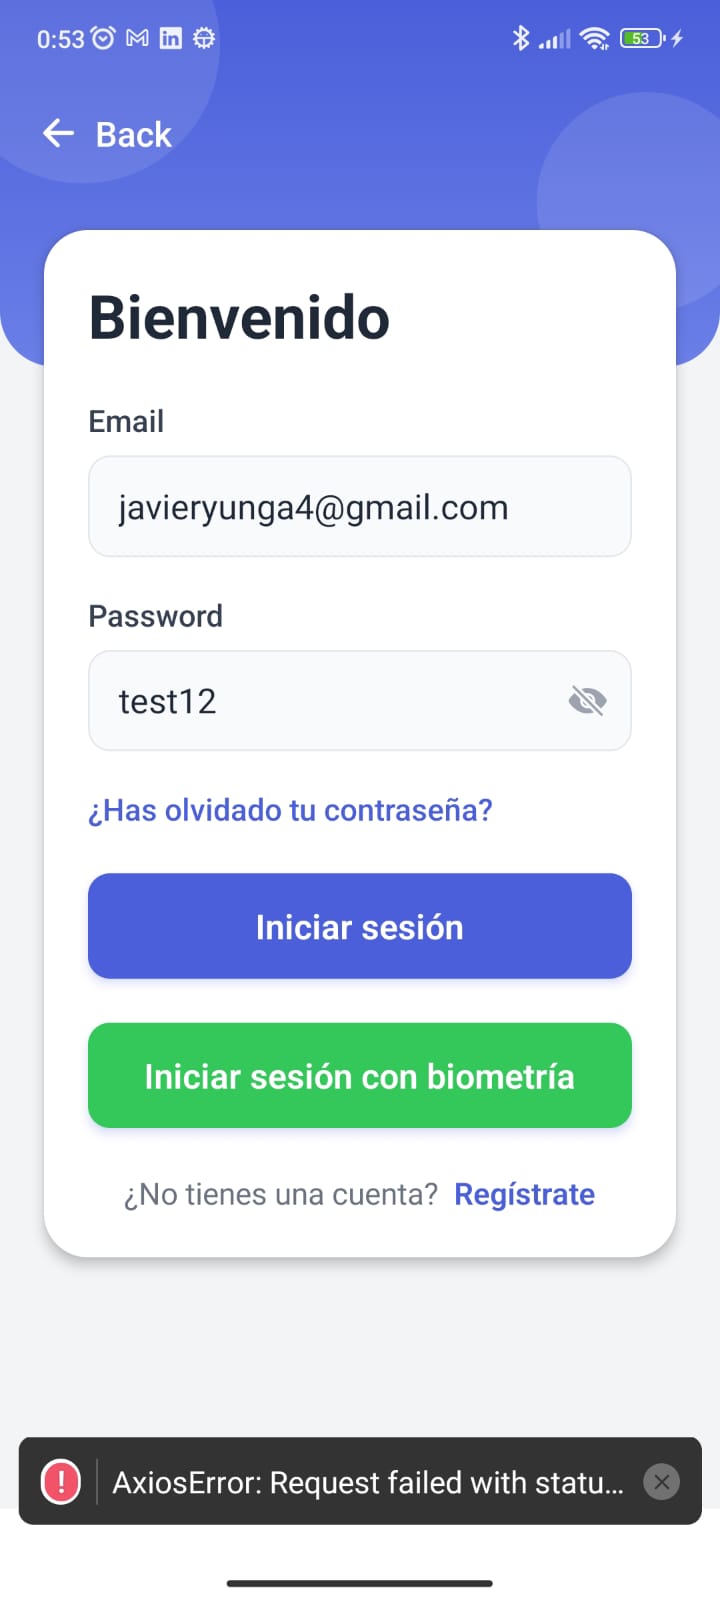 0:53
53
Back
Bienvenido
Email
javieryunga4@gmail.com
Password
test12
¿Has olvidado tu contraseña?
Iniciar sesión
Iniciar sesión con biometría
¿No tienes una cuenta? Regístrate
! AxiosError: Request failed with statu...